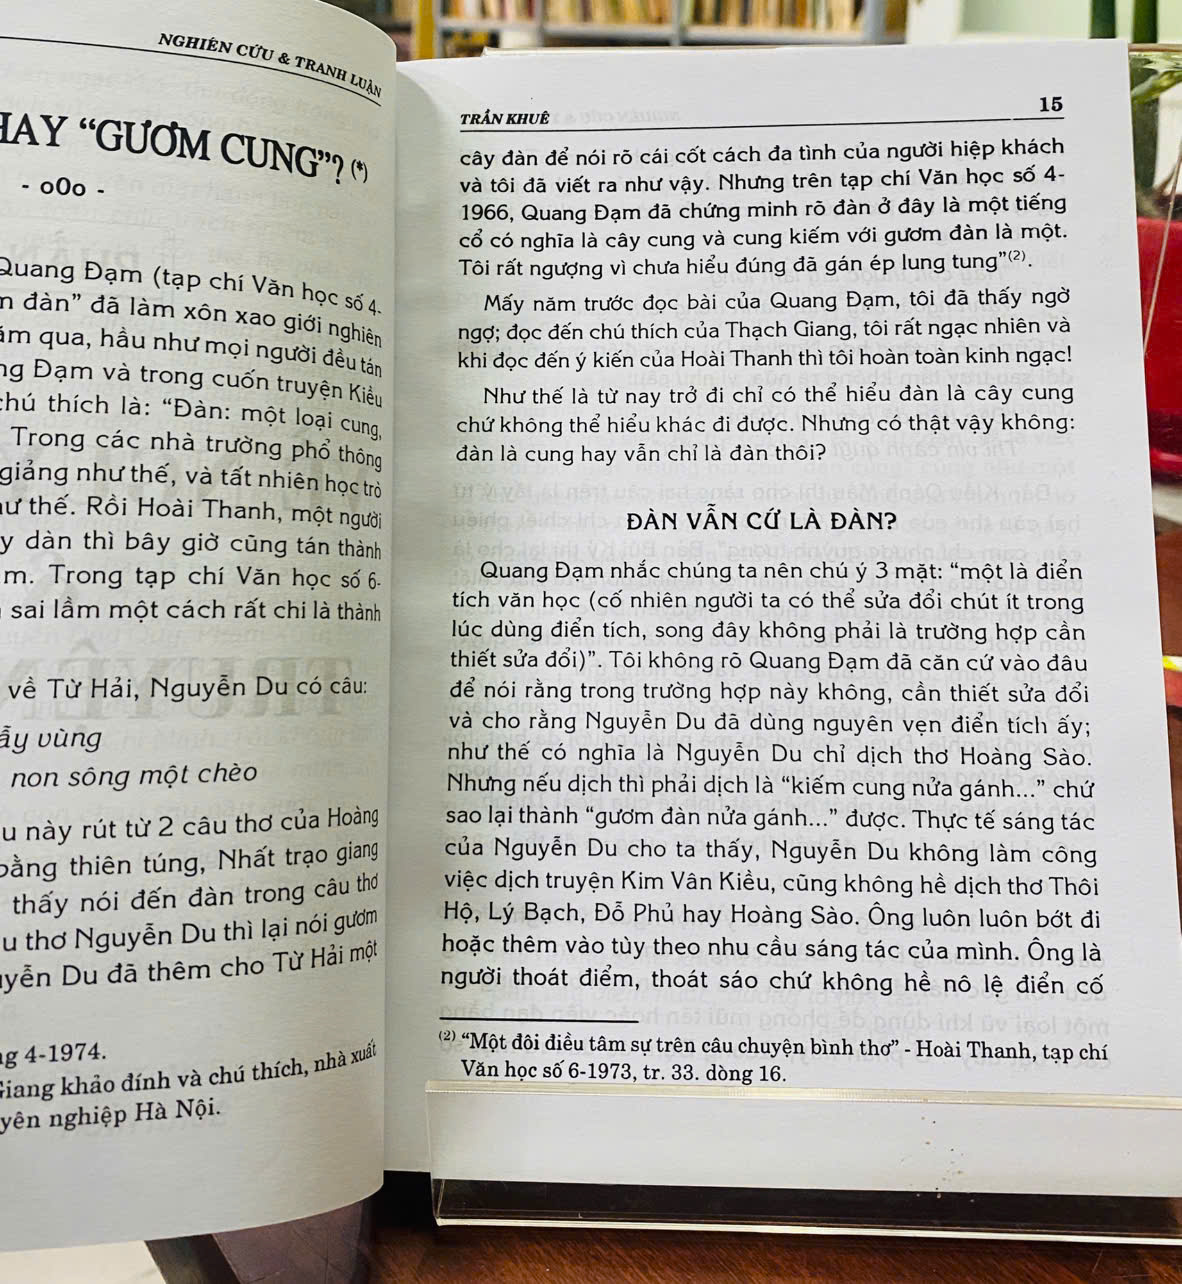 NGHIÊN CỨU & TRANH LUẬN
HAY “GƯƠM CUNG”? (*)
- oOo -
Quang Đạm (tạp chí Văn học số 4-
đàn” đã làm xôn xao giới nghiên
qua, hầu như mọi người đều tán
Đạm và trong cuốn truyện Kiều
chú thích là: “Đàn: một loại cung,
Trong các nhà trường phổ thông
giảng như thế, và tất nhiên học trò
như thế. Rồi Hoài Thanh, một người
dàn thì bây giờ cũng tán thành
Trong tạp chí Văn học số 6-
sai lầm một cách rất chi là thành
về Từ Hải, Nguyễn Du có câu:
vùng
non sông một chèo
này rút từ 2 câu thơ của Hoàng
bằng thiên túng, Nhất trạo giang
thấy nói đến đàn trong câu thơ
thơ Nguyễn Du thì lại nói gươm
Du đã thêm cho Từ Hải một
4-1974.
Giang khảo đính và chú thích, nhà xuất
nghiệp Hà Nội.
TRẦN KHUÊ
15
cây đàn để nói rõ cái cốt cách đa tình của người hiệp khách
và tôi đã viết ra như vậy. Nhưng trên tạp chí Văn học số 4-
1966, Quang Đạm đã chứng minh rõ đàn ở đây là một tiếng
cổ có nghĩa là cây cung và cung kiếm với gươm đàn là một.
Tôi rất ngượng vì chưa hiểu đúng đã gán ép lung tung”(2).
Mấy năm trước đọc bài của Quang Đạm, tôi đã thấy ngờ
ngợ; đọc đến chú thích của Thạch Giang, tôi rất ngạc nhiên và
khi đọc đến ý kiến của Hoài Thanh thì tôi hoàn toàn kinh ngạc!
Như thế là từ nay trở đi chỉ có thể hiểu đàn là cây cung
chứ không thể hiểu khác đi được. Nhưng có thật vậy không:
đàn là cung hay vẫn chỉ là đàn thôi?
ĐÀN VẪN CỨ LÀ ĐÀN?
Quang Đạm nhắc chúng ta nên chú ý 3 mặt: “một là điển
tích văn học (cố nhiên người ta có thể sửa đổi chút ít trong
lúc dùng điển tích, song đây không phải là trường hợp cần
thiết sửa đổi)”. Tôi không rõ Quang Đạm đã căn cứ vào đâu
để nói rằng trong trường hợp này không, cần thiết sửa đổi
và cho rằng Nguyễn Du đã dùng nguyên vẹn điển tích ấy;
như thế có nghĩa là Nguyễn Du chỉ dịch thơ Hoàng Sào.
Nhưng nếu dịch thì phải dịch là “kiếm cung nửa gánh...” chứ
sao lại thành “gươm đàn nửa gánh...” được. Thực tế sáng tác
của Nguyễn Du cho ta thấy, Nguyễn Du không làm công
việc dịch truyện Kim Vân Kiều, cũng không hề dịch thơ Thôi
Hộ, Lý Bạch, Đỗ Phủ hay Hoàng Sào. Ông luôn luôn bớt đi
hoặc thêm vào tùy theo nhu cầu sáng tác của mình. Ông là
người thoát điểm, thoát sáo chứ không hề nô lệ điển cố
(2) “Một đôi điều tâm sự trên câu chuyện bình thơ” - Hoài Thanh, tạp chí
Văn học số 6-1973, tr. 33. dòng 16.